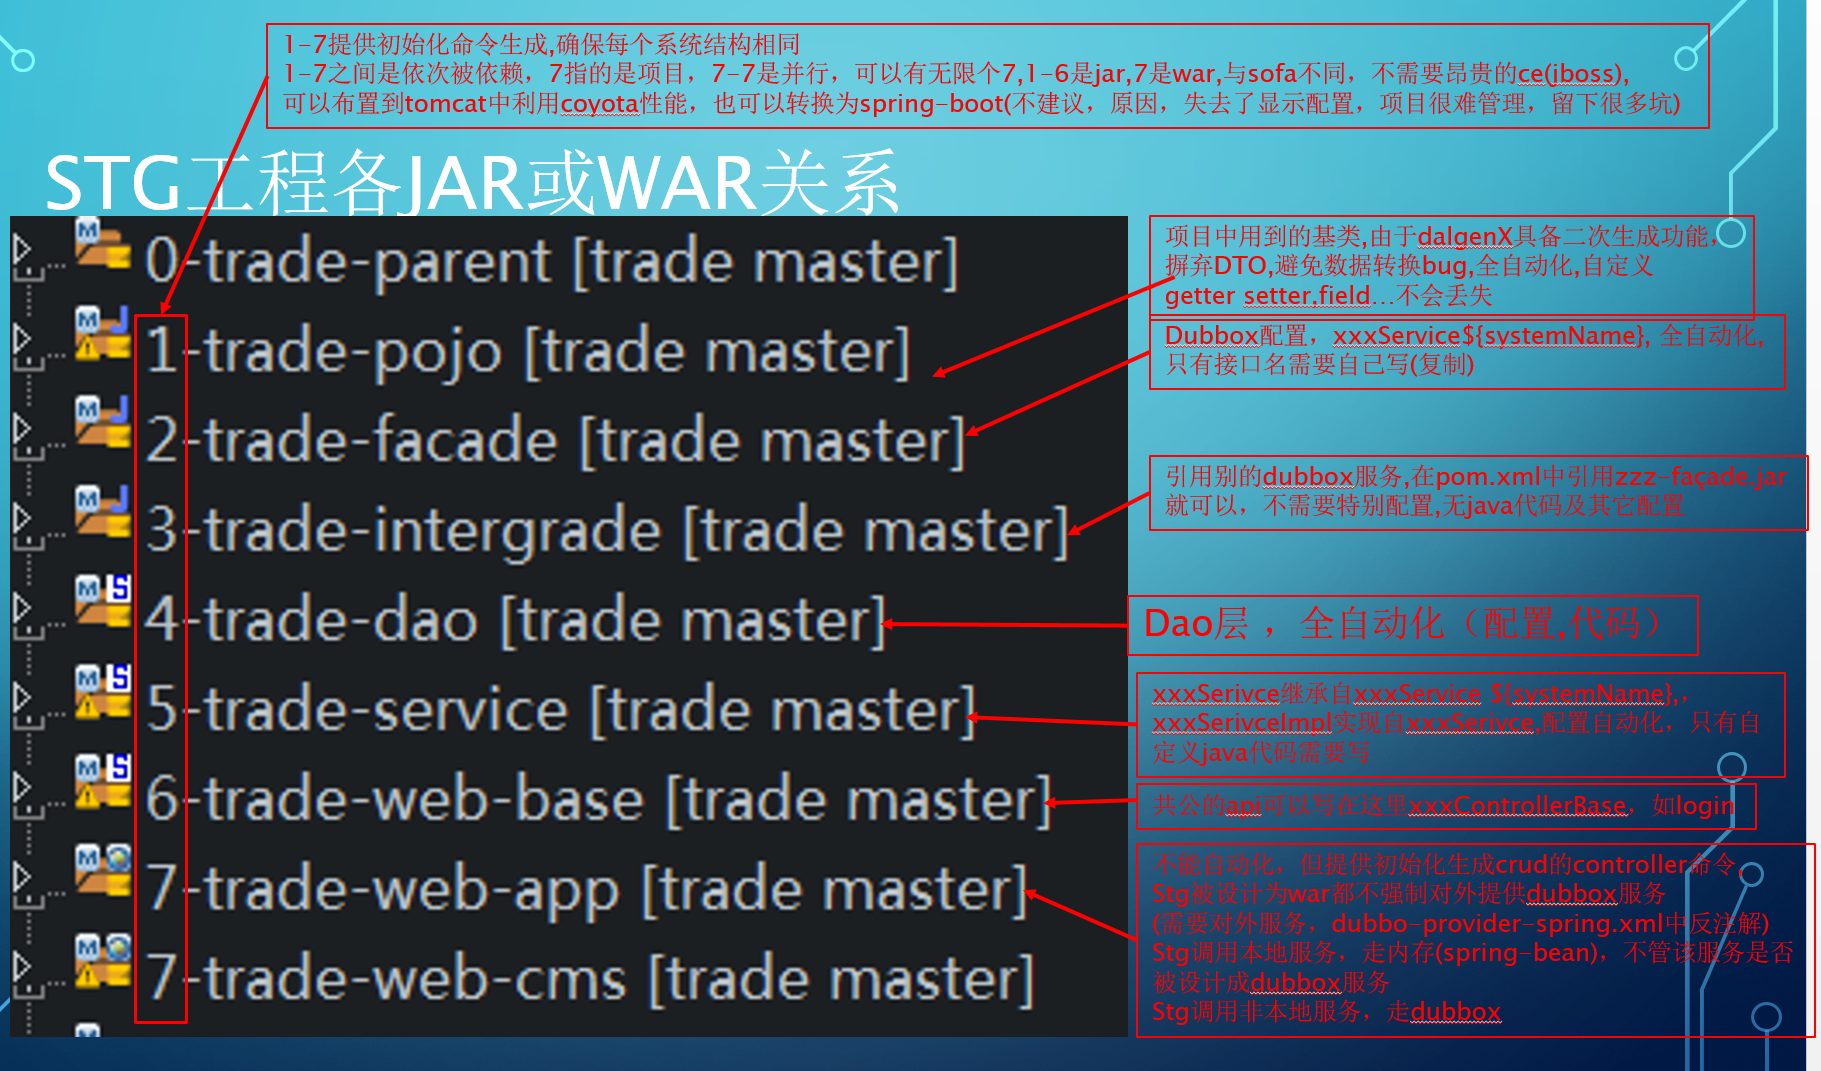 1-7提供初始化命令生成,确保每个系统结构相同
1-7之间是依次被依赖，7指的是项目，7-7是并行，可以有无限个7,1-6是jar,7是war,与sofa不同，不需要昂贵的ce(jboss),
可以布置到tomcat中利用coyota性能，也可以转换为spring-boot(不建议，原因，失去了显示配置，项目很难管理，留下很多坑)
STG工程各JAR或WAR关系
0-trade-parent [trade master]
1-trade-pojo [trade master]
2-trade-facade [trade master]
3-trade-intergrade [trade master]
4-trade-dao [trade master]
5-trade-service [trade master]
6-trade-web-base [trade master]
7-trade-web-app [trade master]
7-trade-web-cms [trade master]
项目中用到的基类,由于dalgenX具备二次生成功能，
摒弃DTO,避免数据转换bug,全自动化,自定义
getter setter,field...不会丢失
Dubbox配置，xxxService${systemName}, 全自动化,
只有接口名需要自己写(复制)
引用别的dubbox服务,在pom.xml中引用zzz-façade.jar
就可以，不需要特别配置,无java代码及其它配置
Dao层 ，全自动化（配置,代码）
xxxSerivce继承自xxxService ${systemName},,
xxxSerivceImpl实现自xxxSerivce,配置自动化，只有自
定义java代码需要写
共公的api可以写在这里xxxControllerBase，如login
不能自动化，但提供初始化生成crud的controller命令，
Stg被设计为war都不强制对外提供dubbox服务
(需要对外服务，dubbo-provider-spring.xml中反注解)
Stg调用本地服务，走内存(spring-bean)，不管该服务是否
被设计成dubbox服务
Stg调用非本地服务，走dubbox